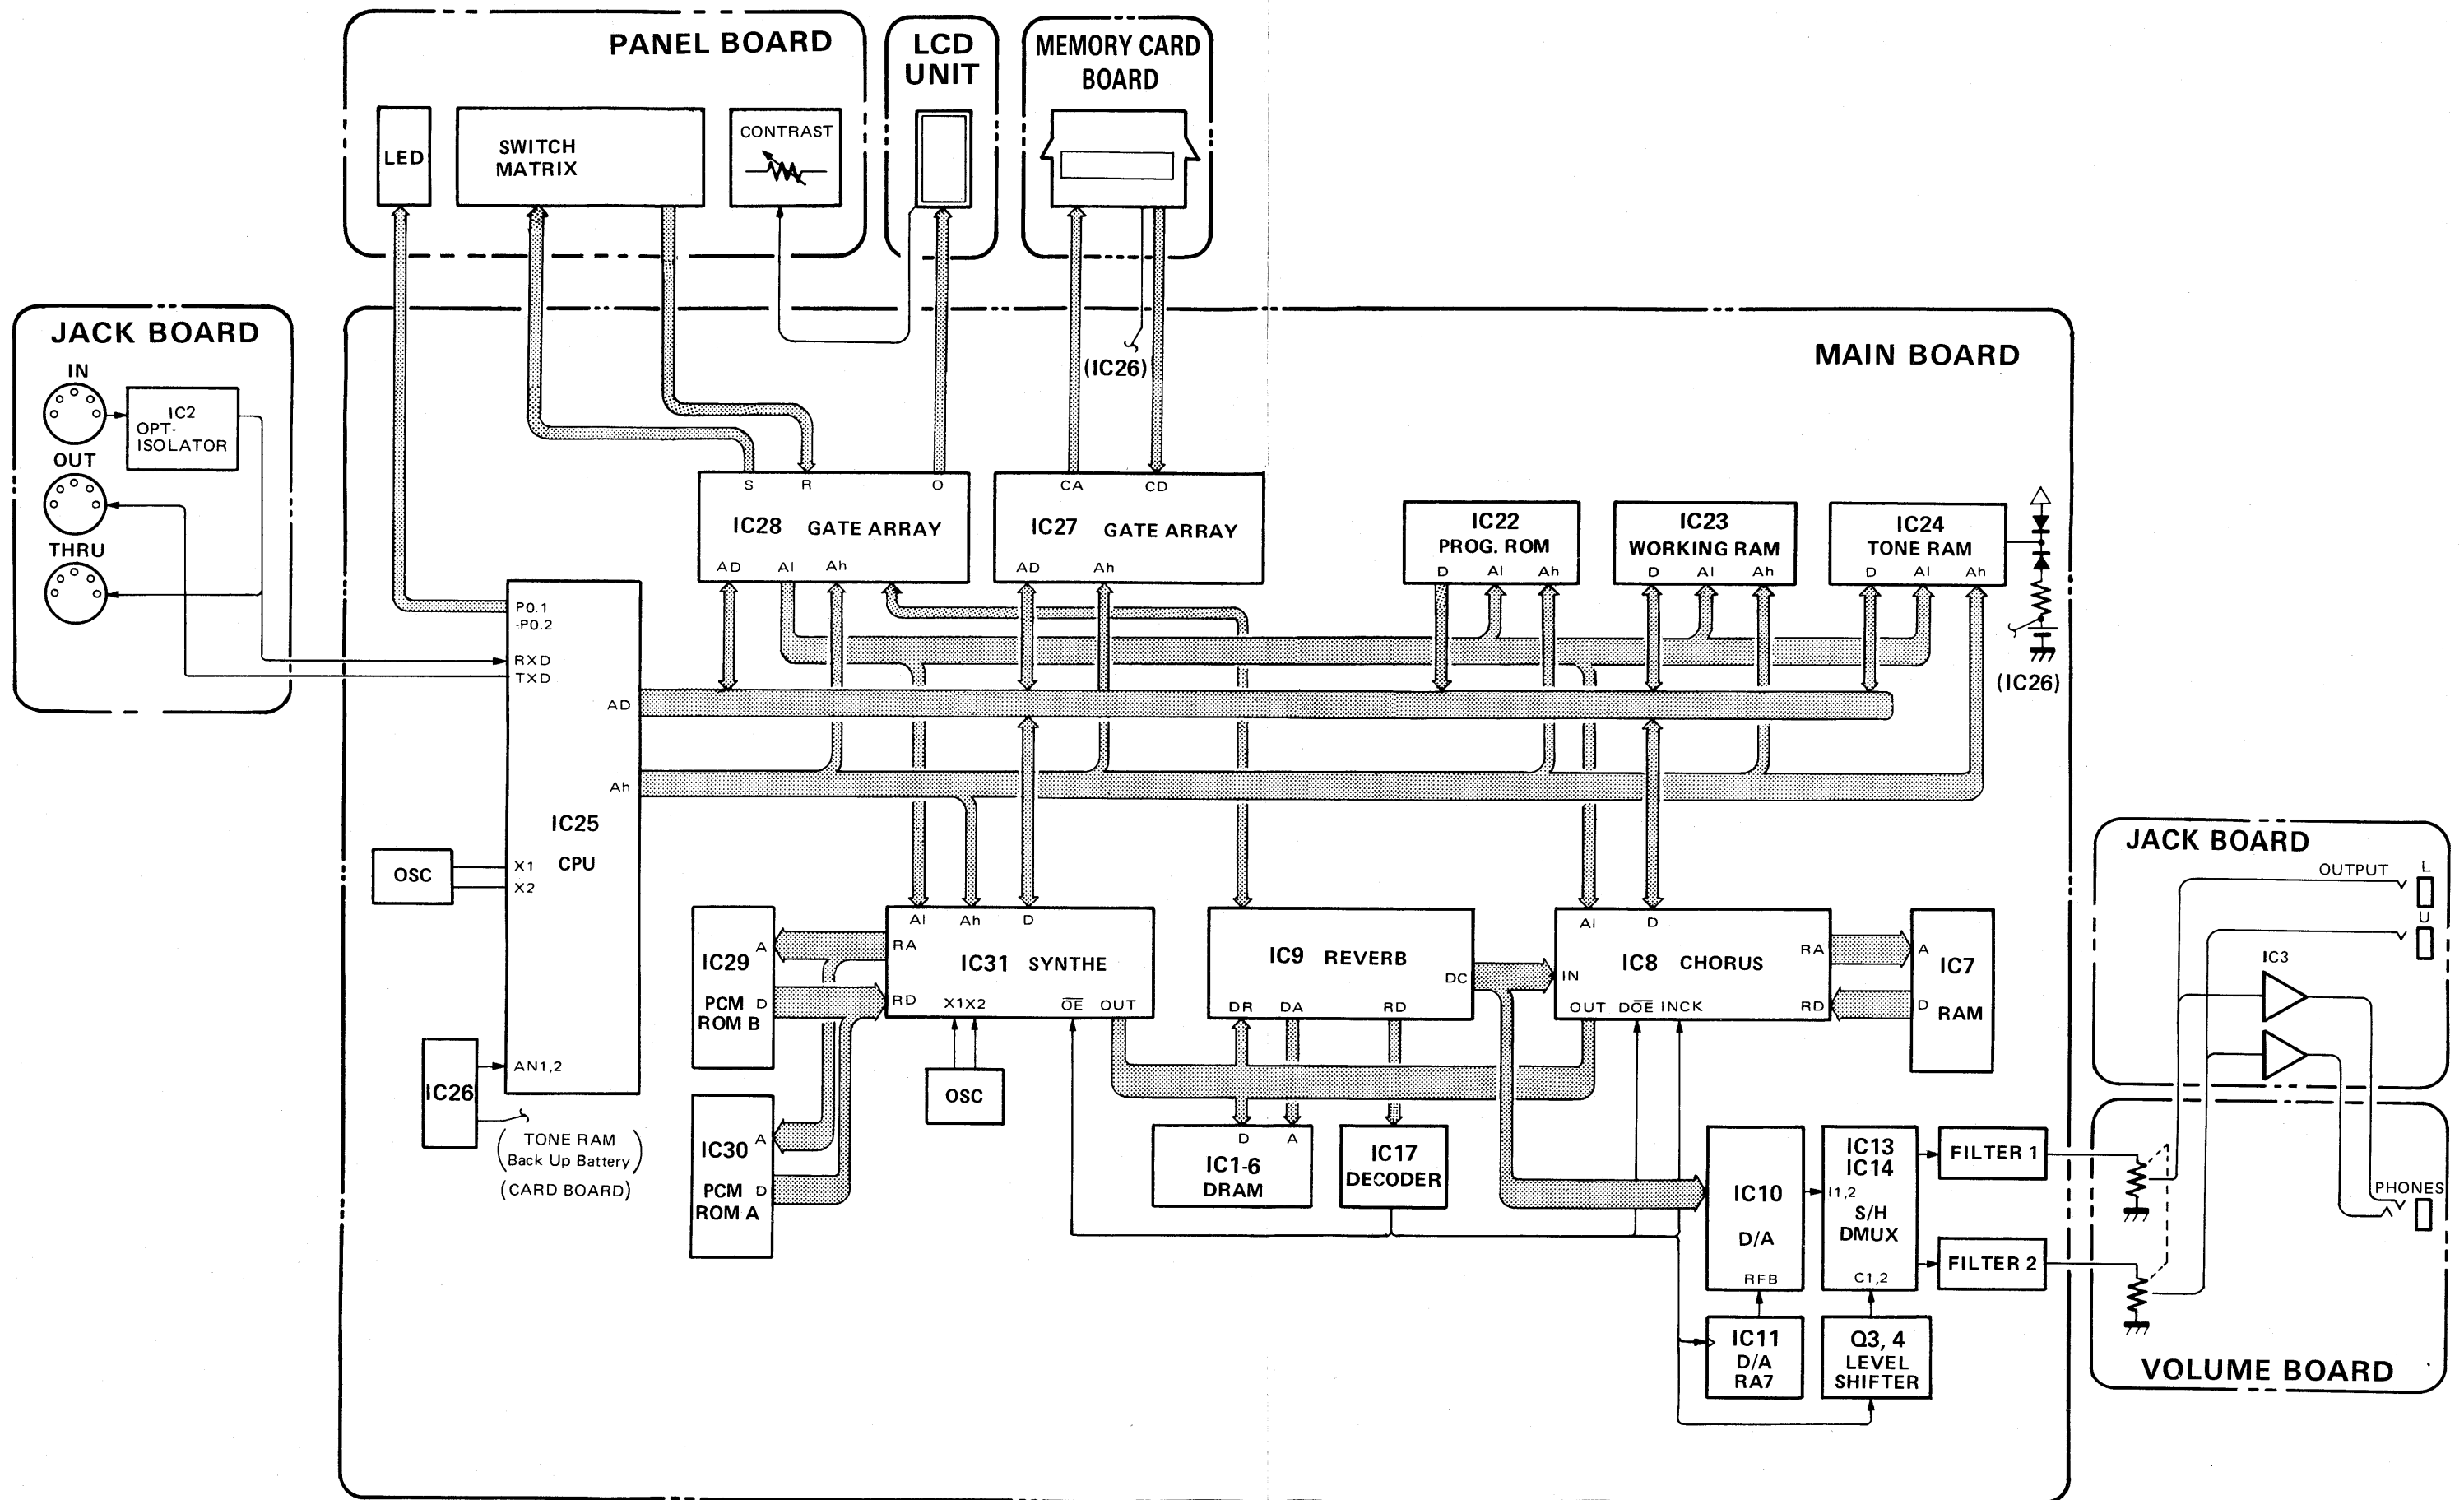 PANEL BOARD
LED
SWITCH
MATRIX
CONTRAST
LCD
UNIT
MEMORY CARD
BOARD
(IC26)
JACK BOARD
IN
IC2
OPT-
ISOLATOR
OUT
THRU
MAIN BOARD
S R O
IC28 GATE ARRAY
AD Al Ah
CA CD
IC27 GATE ARRAY
AD Ah
IC22
PROG. ROM
D Al Ah
IC23
WORKING RAM
D Al Ah
IC24
TONE RAM
D Al Ah
(IC26)
P0.1
-P0.2
RXD
TXD
AD
Ah
IC25
CPU
X1
X2
AN1,2
OSC
IC26
TONE RAM
Back Up Battery
(CARD BOARD)
IC29
PCM
ROM B
A
D
IC30
PCM
ROM A
A
D
Al Ah D
RA
IC31 SYNTHE
RD X1X2 OE OUT
OSC
IC9 REVERB
DC
DR DA RD
Al D
IC8 CHORUS
RA
IN
OUT DOE INCK RD
A
IC7
D
RAM
D A
IC1-6
DRAM
IC17
DECODER
IC10
D/A
RFB
IC13
IC14
I1,2
S/H
DMUX
C1,2
FILTER 1
FILTER 2
IC11
D/A
RA7
Q3, 4
LEVEL
SHIFTER
JACK BOARD
OUTPUT L
U
IC3
PHONES
VOLUME BOARD